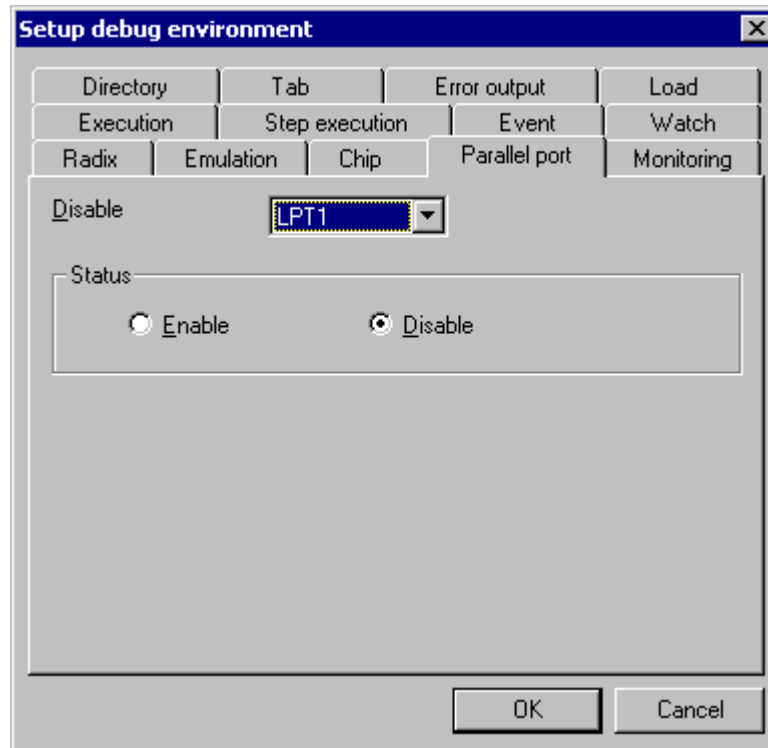 Setup debug environment
Directory Tab Error output Load
Execution Step execution Event Watch
Radix Emulation Chip Parallel port Monitoring
Disable LPT1
Status
Enable Disable
OK Cancel